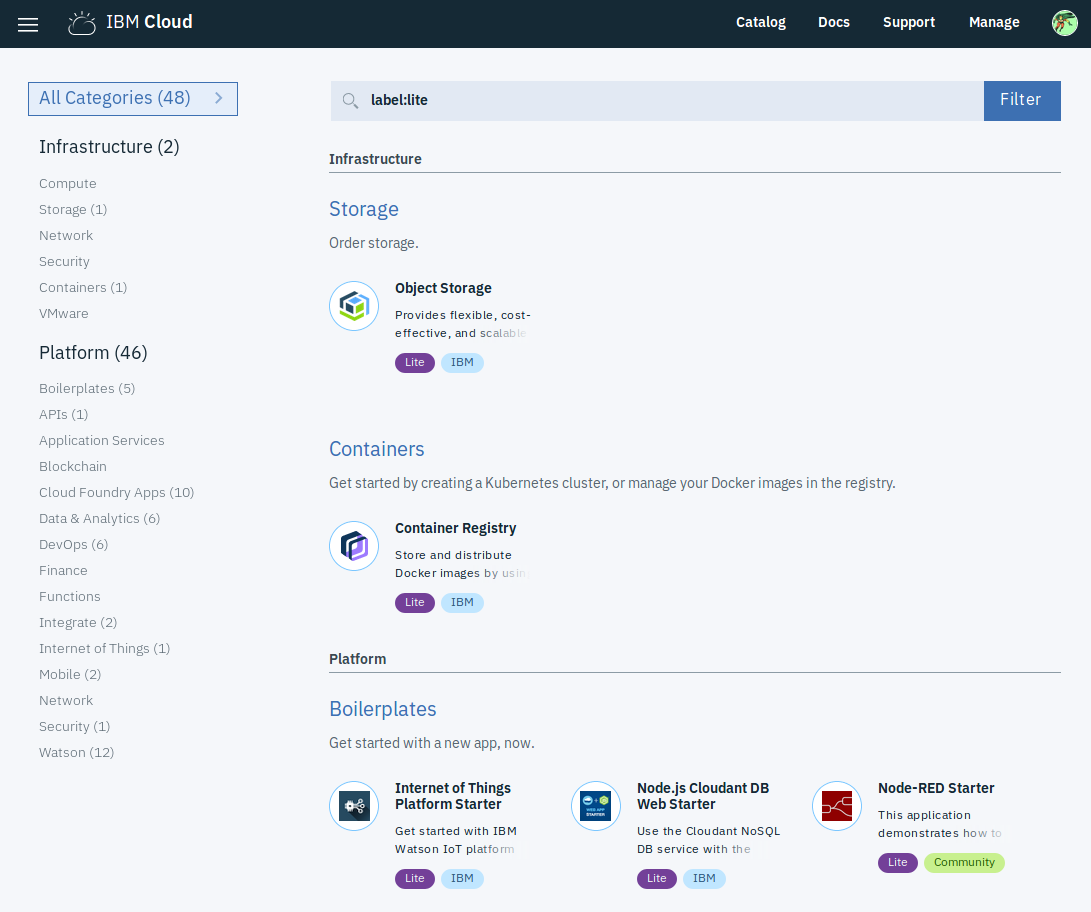 IBM Cloud
Catalog
Docs
Support
Manage
All Categories (48)
Infrastructure (2)
Compute
Storage (1)
Network
Security
Containers (1)
VMware
Platform (46)
Boilerplates (5)
APIs (1)
Application Services
Blockchain
Cloud Foundry Apps (10)
Data & Analytics (6)
DevOps (6)
Finance
Functions
Integrate (2)
Internet of Things (1)
Mobile (2)
Network
Security (1)
Watson (12)
label:lite
Filter
Infrastructure
Storage
Order storage.
Object Storage
Provides flexible, cost-
effective, and scalable
Lite
IBM
Containers
Get started by creating a Kubernetes cluster, or manage your Docker images in the registry.
Container Registry
Store and distribute
Docker images by using
Lite
IBM
Platform
Boilerplates
Get started with a new app, now.
Internet of Things
Platform Starter
Get started with IBM
Watson IoT platform
Lite
IBM
WEB APP
STARTER
Node.js Cloudant DB
Web Starter
Use the Cloudant NoSQL
DB service with the
Lite
IBM
Node-RED Starter
This application
demonstrates how to
Lite
Community